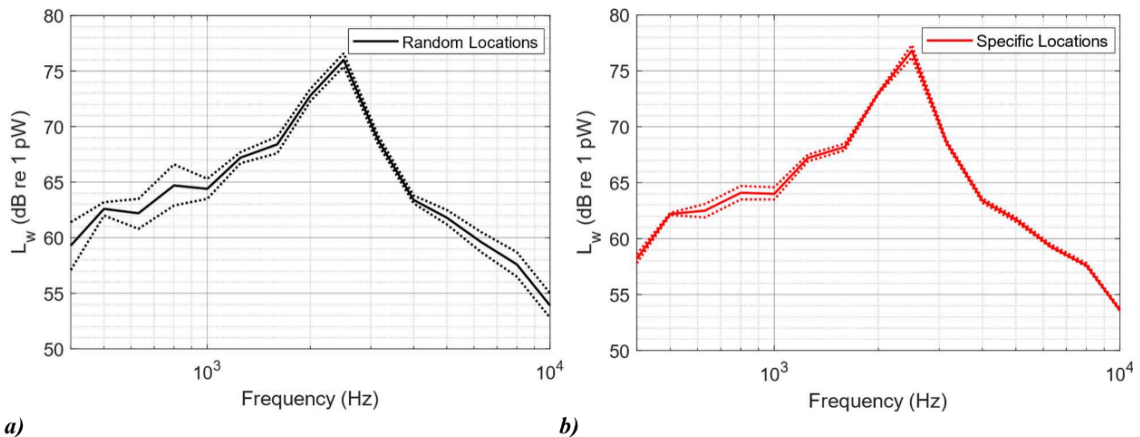 80
75
70
65
60
55
50
L_w (dB re 1 pW)
Random Locations
10^3
10^4
Frequency (Hz)
a)
80
75
70
65
60
55
50
L_w (dB re 1 pW)
Specific Locations
10^3
10^4
Frequency (Hz)
b)